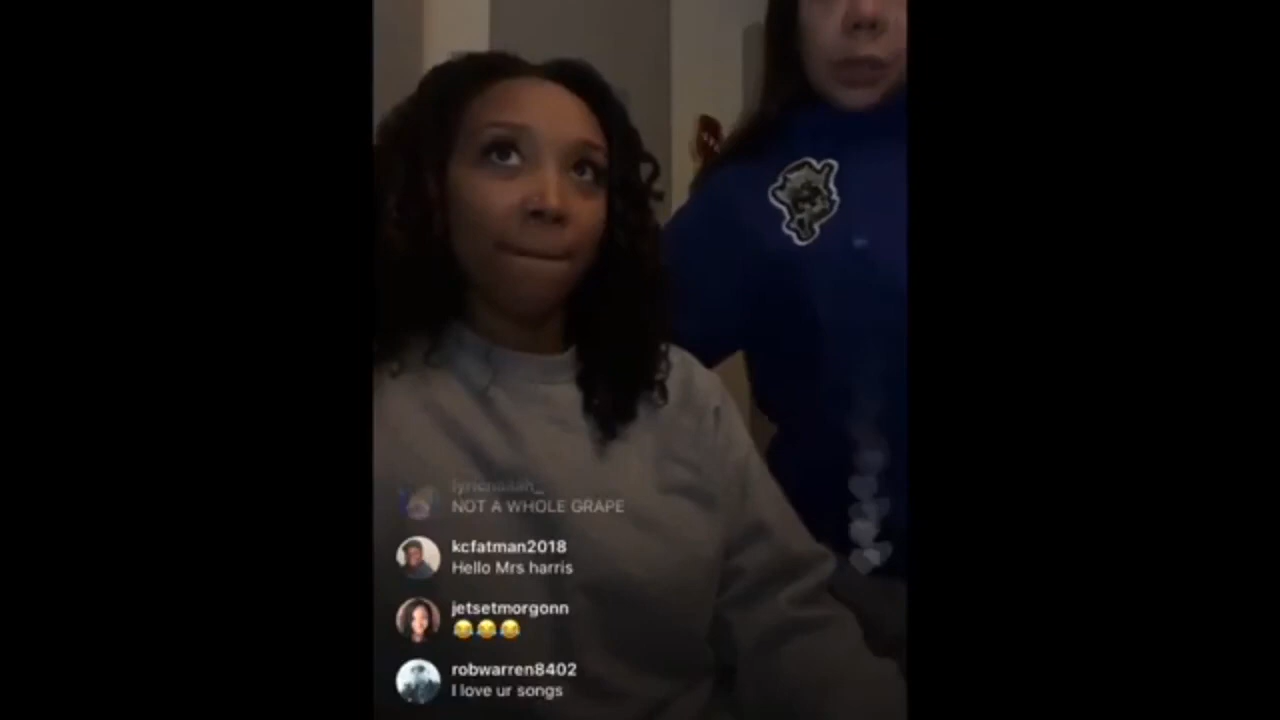 NOT A WHOLE GRAPE
kcfatman2018
Hello Mrs harris
jetsetmorgonn
😂😂😂
robwarren8402
I love ur songs